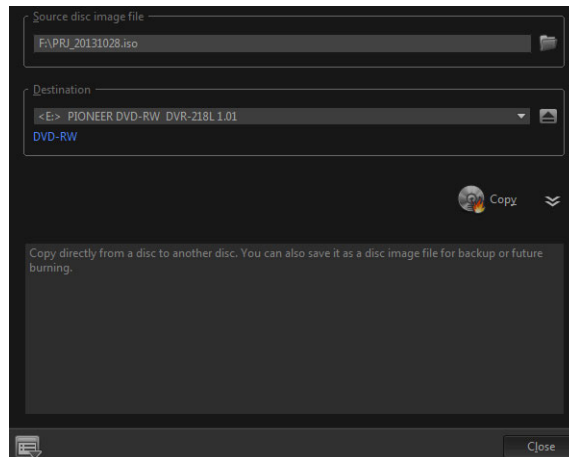 Source disc image file
F:\PRJ_20131028.iso
Destination
<E:> PIONEER DVD-RW DVR-218L 1.01
DVD-RW
Copy
Copy directly from a disc to another disc. You can also save it as a disc image file for backup or future
burning.
Close